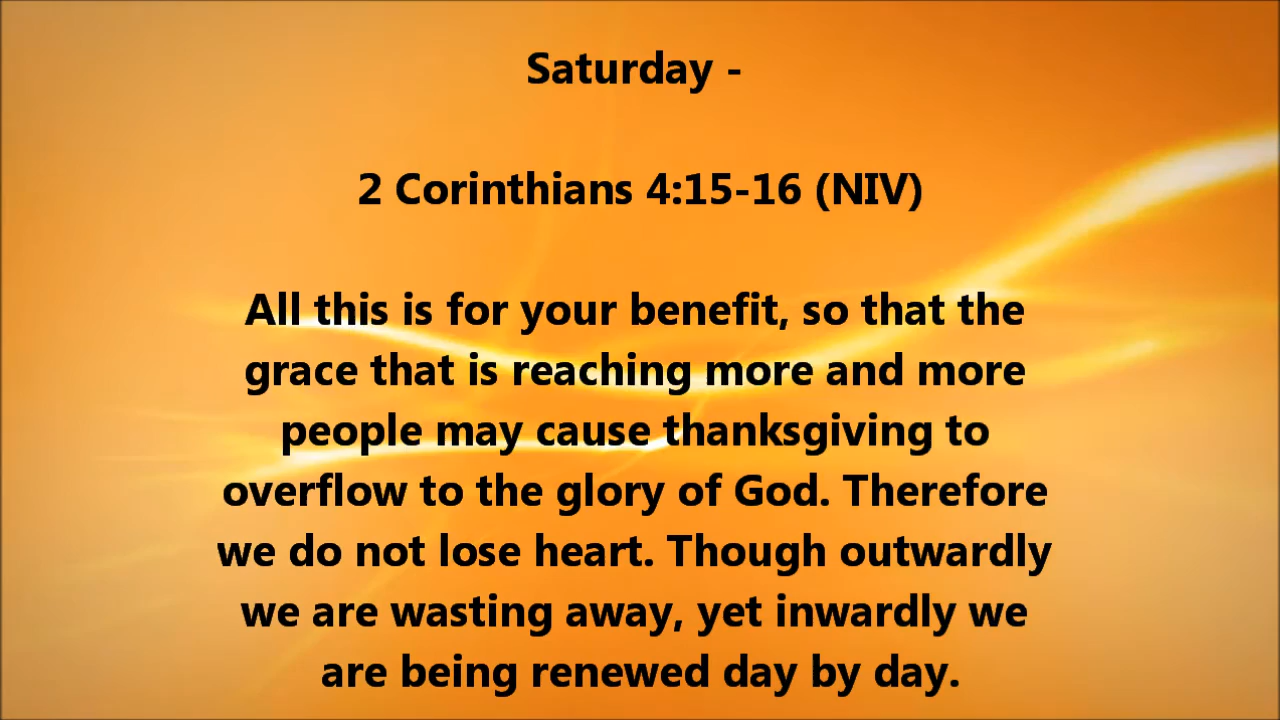 Saturday -
2 Corinthians 4:15-16 (NIV)
All this is for your benefit, so that the
grace that is reaching more and more
people may cause thanksgiving to
overflow to the glory of God. Therefore
we do not lose heart. Though outwardly
we are wasting away, yet inwardly we
are being renewed day by day.